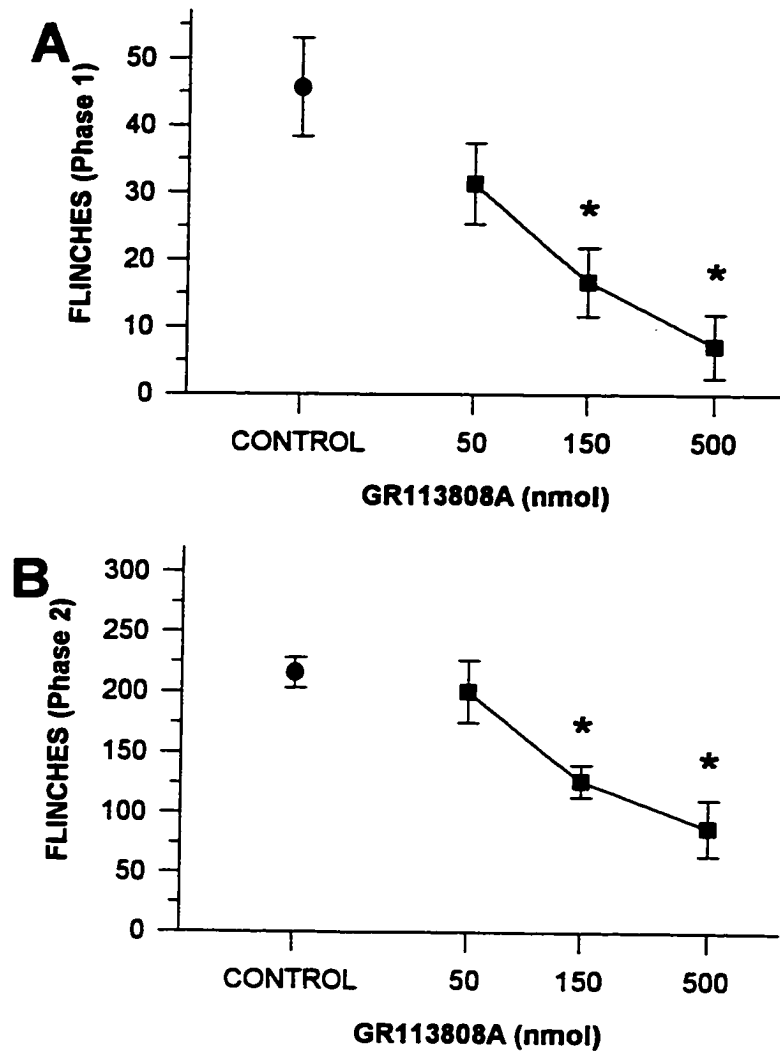 A
FLINCHES (Phase 1)
50
40
30
20
10
0
*
*
CONTROL 50 150 500
GR113808A (nmol)
B
FLINCHES (Phase 2)
300
250
200
150
100
50
0
*
*
CONTROL 50 150 500
GR113808A (nmol)